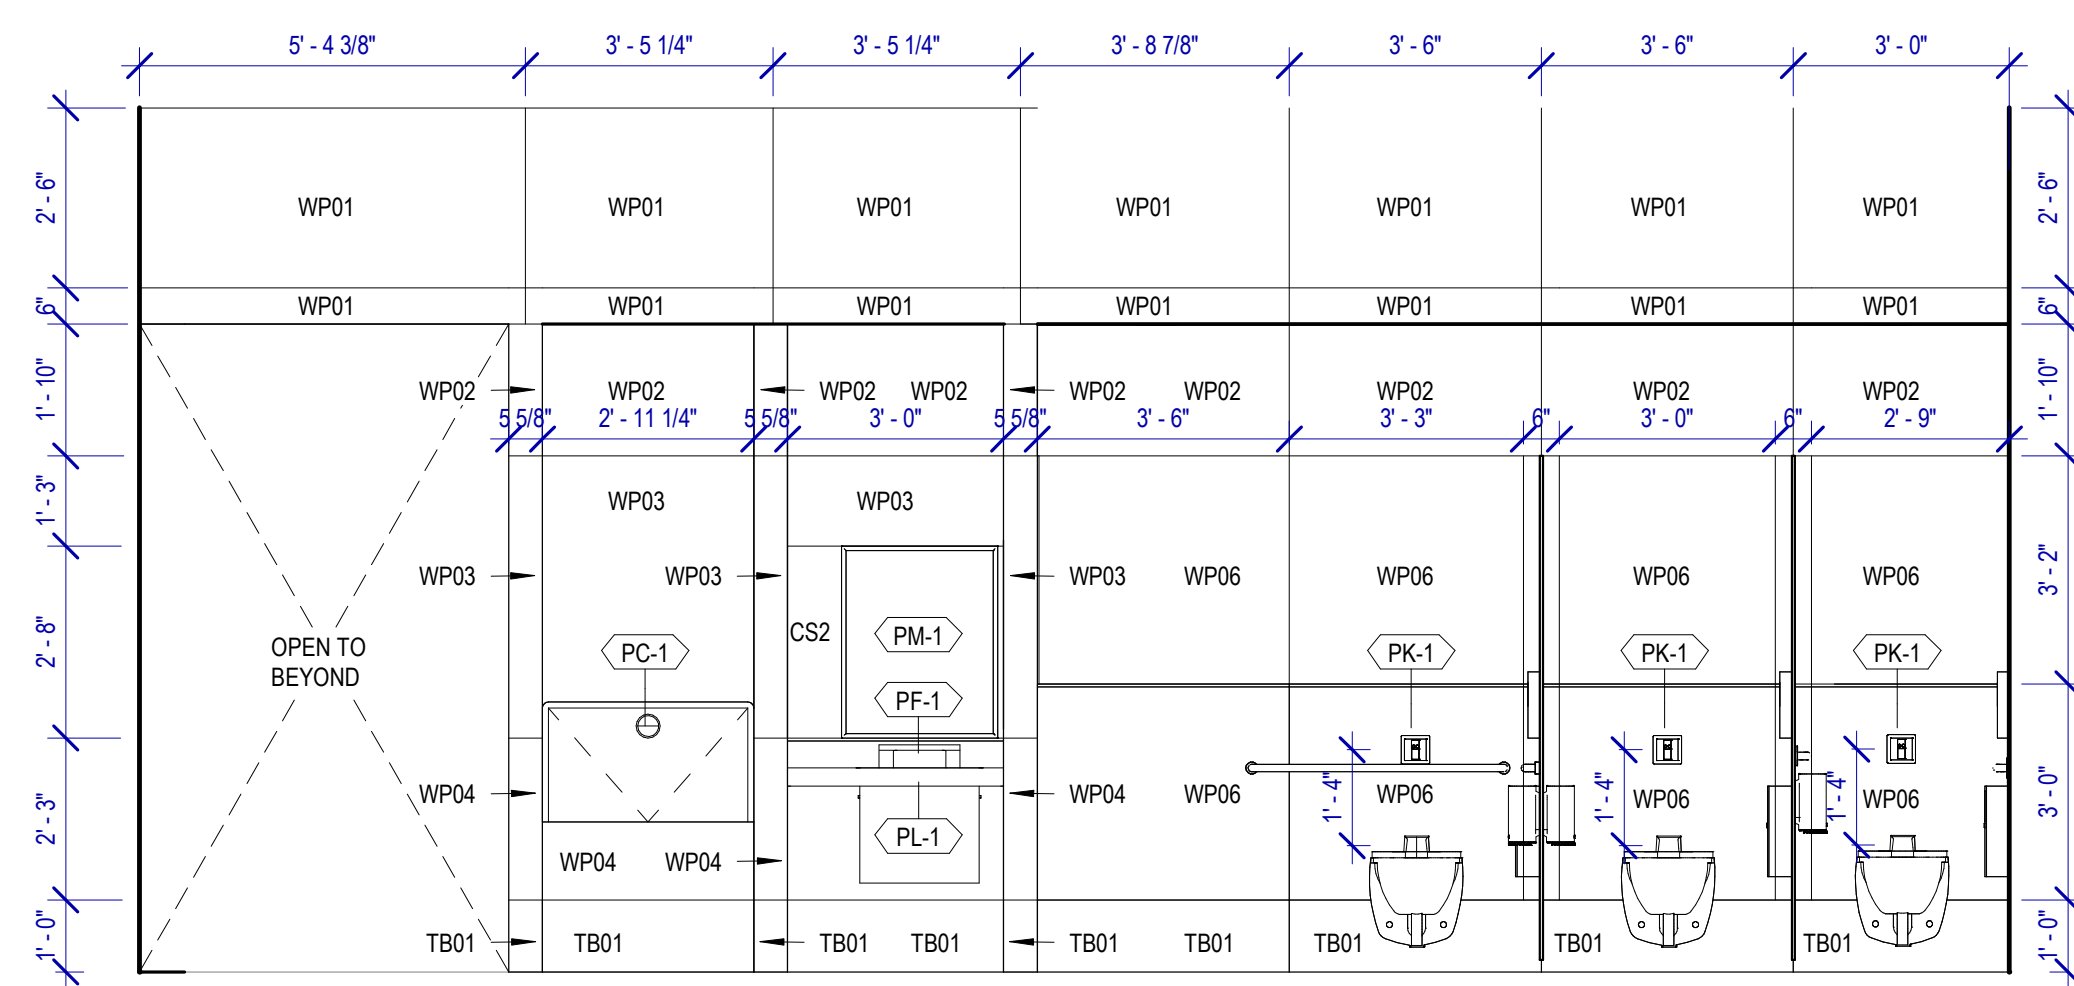 5' - 4 3/8" 3' - 5 1/4" 3' - 5 1/4" 3' - 8 7/8" 3' - 6" 3' - 6" 3' - 0"
2' - 6" WP01 WP01 WP01 WP01 WP01 WP01 WP01 2' - 6"
6" WP01 WP01 WP01 WP01 WP01 WP01 WP01 6"
1' - 10" WP02 WP02 WP02 WP02 WP02 WP02 WP02 WP02 WP02 1' - 10"
5 5/8" 2' - 11 1/4" 5 5/8" 3' - 0" 5 5/8" 3' - 6" 3' - 3" 6" 3' - 0" 6" 2' - 9"
1' - 3" WP03 WP03
WP03 WP03 WP03 WP06 WP06 WP06 WP06 3' - 2"
2' - 8" OPEN TO
BEYOND
CS2 PM-1
PC-1 PK-1 PK-1 PK-1
PF-1
2' - 3" WP04 WP04 WP06 1' - 4" WP06 1' - 4" WP06 1' - 4" WP06 3' - 0"
PL-1
WP04 WP04
1' - 0" TB01 TB01 TB01 TB01 TB01 TB01 TB01 TB01 TB01 1' - 0"